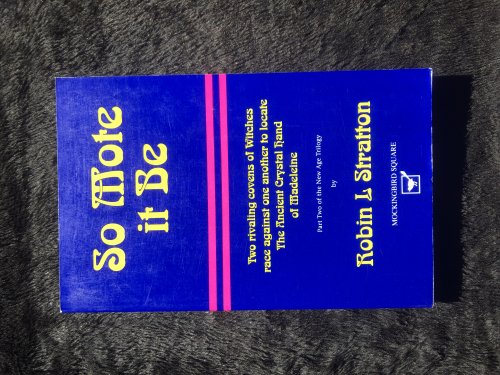 So Mote
it Be
Two rivaling covens of Witches
race against one another to locate
The Ancient Crystal Hand
of Madeleine
Part Two of the New Age Trilogy
by
Robin L Stratton
MOCKINGBIRD SQUARE